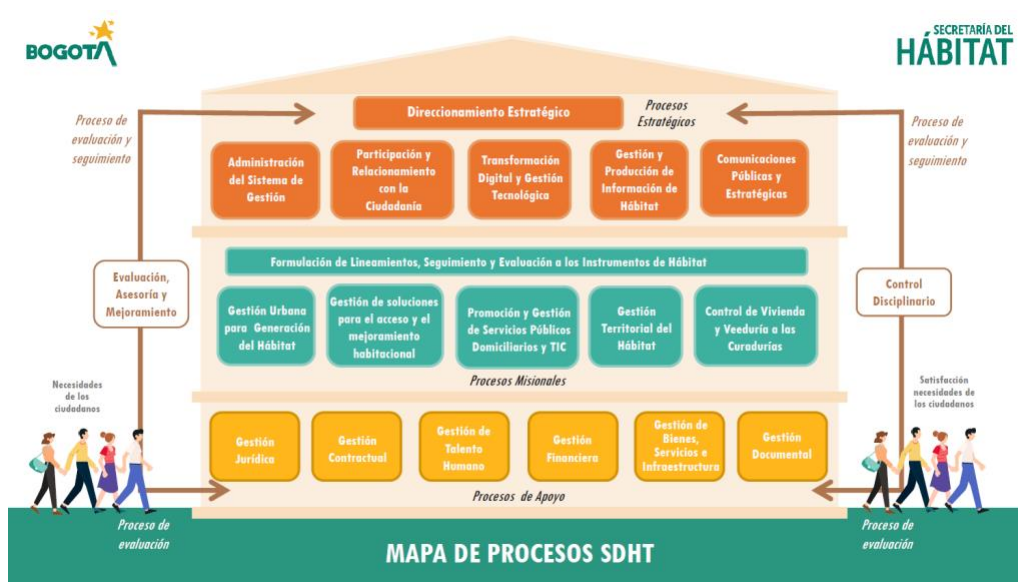 BOGOTÁ
SECRETARÍA DEL
HÁBITAT
Proceso de
evaluación y
seguimiento
Direccionamiento Estratégico
Procesos
Estratégicos
Proceso de
evaluación y
seguimiento
Administración
del Sistema de
Gestión
Participación y
Relacionamiento
con la
Ciudadanía
Transformación
Digital y Gestión
Tecnológica
Gestión y
Producción de
Información de
Hábitat
Comunicaciones
Públicas y
Estratégicas
Formulación de Lineamientos, Seguimiento y Evaluación a los Instrumentos de Hábitat
Evaluación,
Asesoría y
Mejoramiento
Gestión Urbana
para Generación
del Hábitat
Gestión de soluciones
para el acceso y el
mejoramiento
habitacional
Promoción y Gestión
de Servicios Públicos
Domiciliarios y TIC
Gestión
Territorial del
Hábitat
Control de Vivienda
y Veeduría a las
Curadurías
Control
Disciplinario
Procesos Misionales
Necesidades
de los
ciudadanos
Satisfacción
necesidades de
los ciudadanos
Gestión
Jurídica
Gestión
Contractual
Gestión de
Talento
Humano
Gestión
Financiera
Gestión de
Bienes,
Servicios e
Infraestructura
Gestión
Documental
Procesos de Apoyo
Proceso de
evaluación
Proceso de
evaluación
MAPA DE PROCESOS SDHT